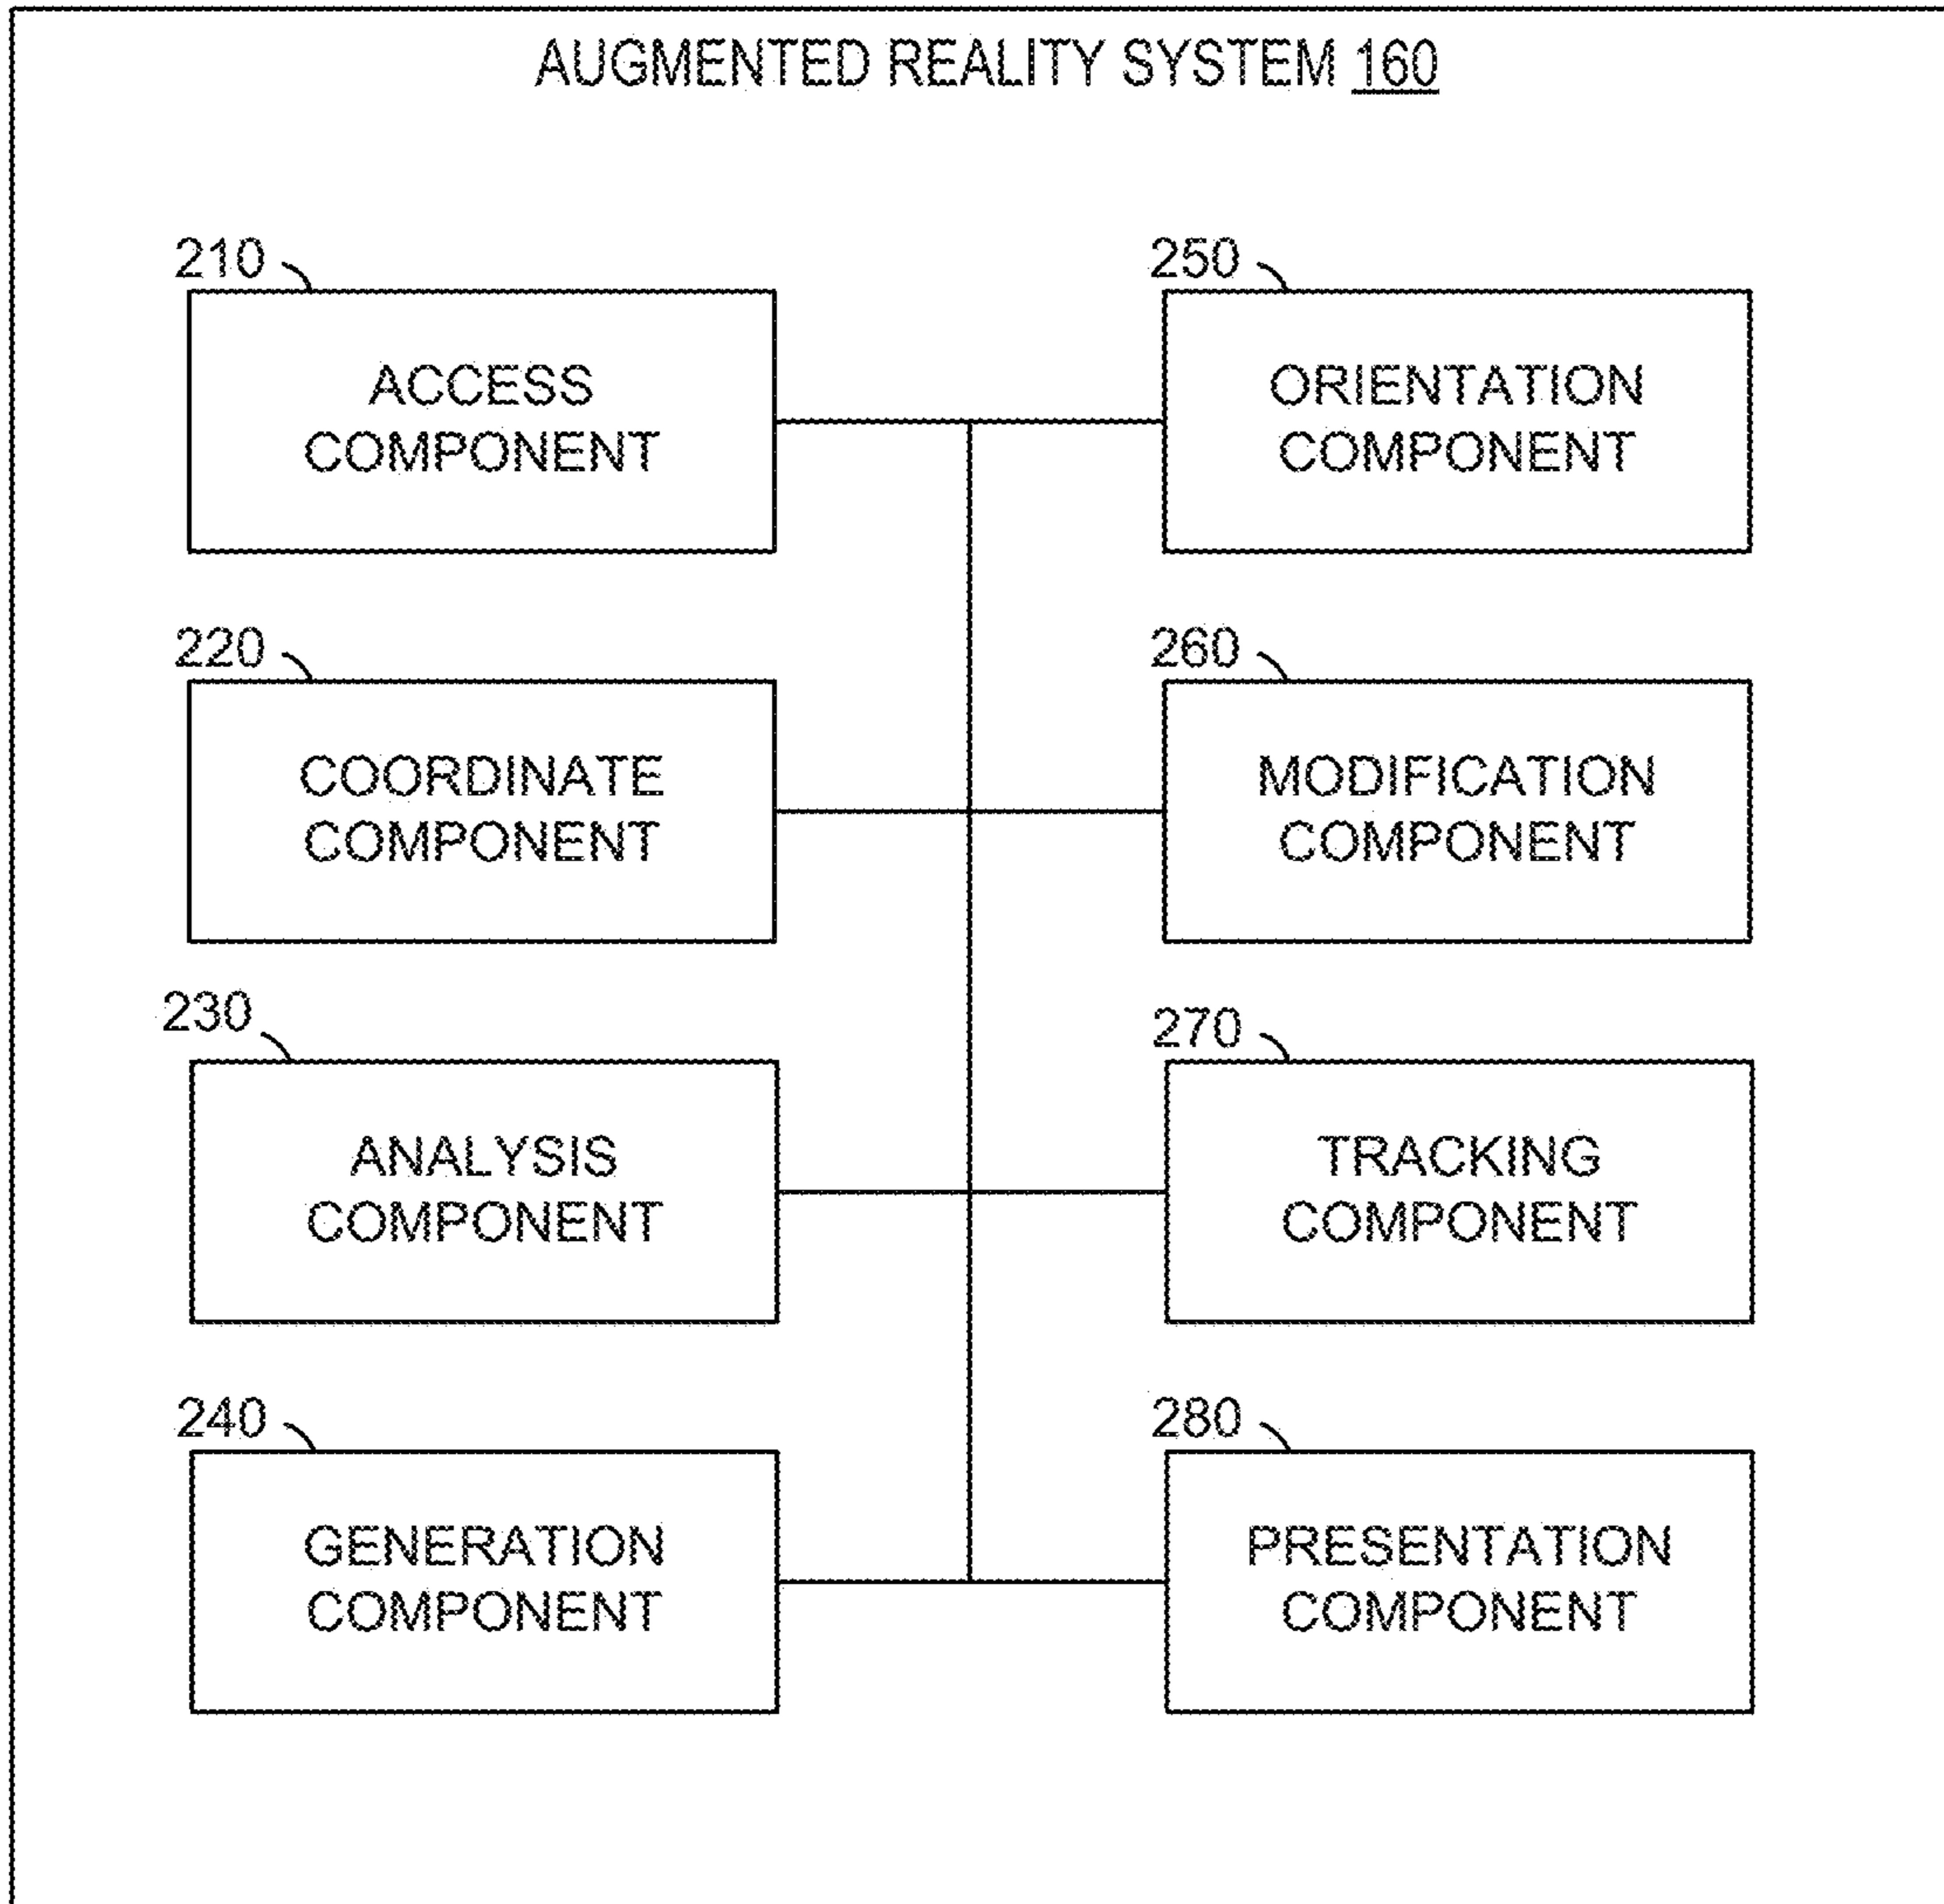 AUGMENTED REALITY SYSTEM 160
210
ACCESS
COMPONENT
250
ORIENTATION
COMPONENT
220
COORDINATE
COMPONENT
260
MODIFICATION
COMPONENT
230
ANALYSIS
COMPONENT
270
TRACKING
COMPONENT
240
GENERATION
COMPONENT
280
PRESENTATION
COMPONENT